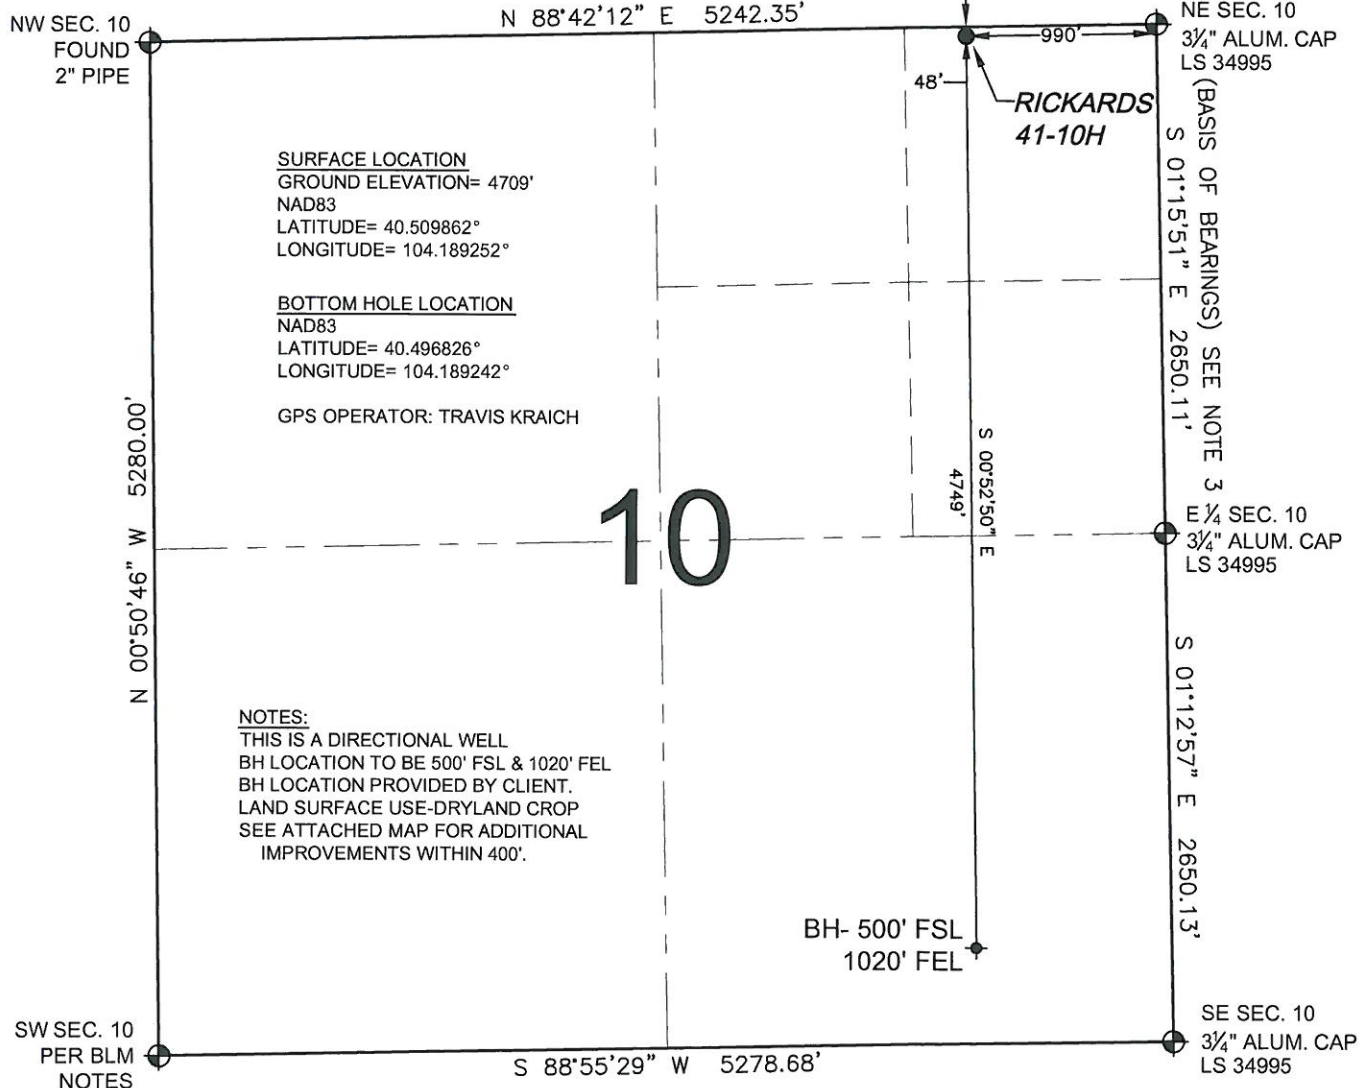 N 88°42'12" E 5242.35'
NW SEC. 10
FOUND
2" PIPE
NE SEC. 10
3¼" ALUM. CAP
LS 34995
990'
48'
RICKARDS
41-10H
(BASIS OF BEARINGS) SEE NOTE 3
S 01°15'51" E 2650.11'
SURFACE LOCATION
GROUND ELEVATION= 4709'
NAD83
LATITUDE= 40.509862°
LONGITUDE= 104.189252°
BOTTOM HOLE LOCATION
NAD83
LATITUDE= 40.496826°
LONGITUDE= 104.189242°
GPS OPERATOR: TRAVIS KRAICH
N 00°50'46" W 5280.00'
10
S 00°52'50" E
4749'
E ¼ SEC. 10
3¼" ALUM. CAP
LS 34995
S 01°12'57" E 2650.13'
NOTES:
THIS IS A DIRECTIONAL WELL
BH LOCATION TO BE 500' FSL & 1020' FEL
BH LOCATION PROVIDED BY CLIENT.
LAND SURFACE USE-DRYLAND CROP
SEE ATTACHED MAP FOR ADDITIONAL
IMPROVEMENTS WITHIN 400'.
BH- 500' FSL
1020' FEL
SW SEC. 10
PER BLM
NOTES
S 88°55'29" W 5278.68'
SE SEC. 10
3¼" ALUM. CAP
LS 34995